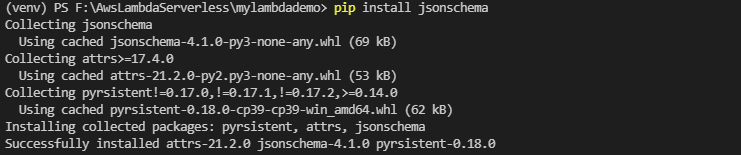 (venv) PS F:\AwsLambdaServerless\mylambdademo> pip install jsonschema
Collecting jsonschema
  Using cached jsonschema-4.1.0-py3-none-any.whl (69 kB)
Collecting attrs>=17.4.0
  Using cached attrs-21.2.0-py2.py3-none-any.whl (53 kB)
Collecting pyrsistent!=0.17.0,!=0.17.1,!=0.17.2,>=0.14.0
  Using cached pyrsistent-0.18.0-cp39-cp39-win_amd64.whl (62 kB)
Installing collected packages: pyrsistent, attrs, jsonschema
Successfully installed attrs-21.2.0 jsonschema-4.1.0 pyrsistent-0.18.0